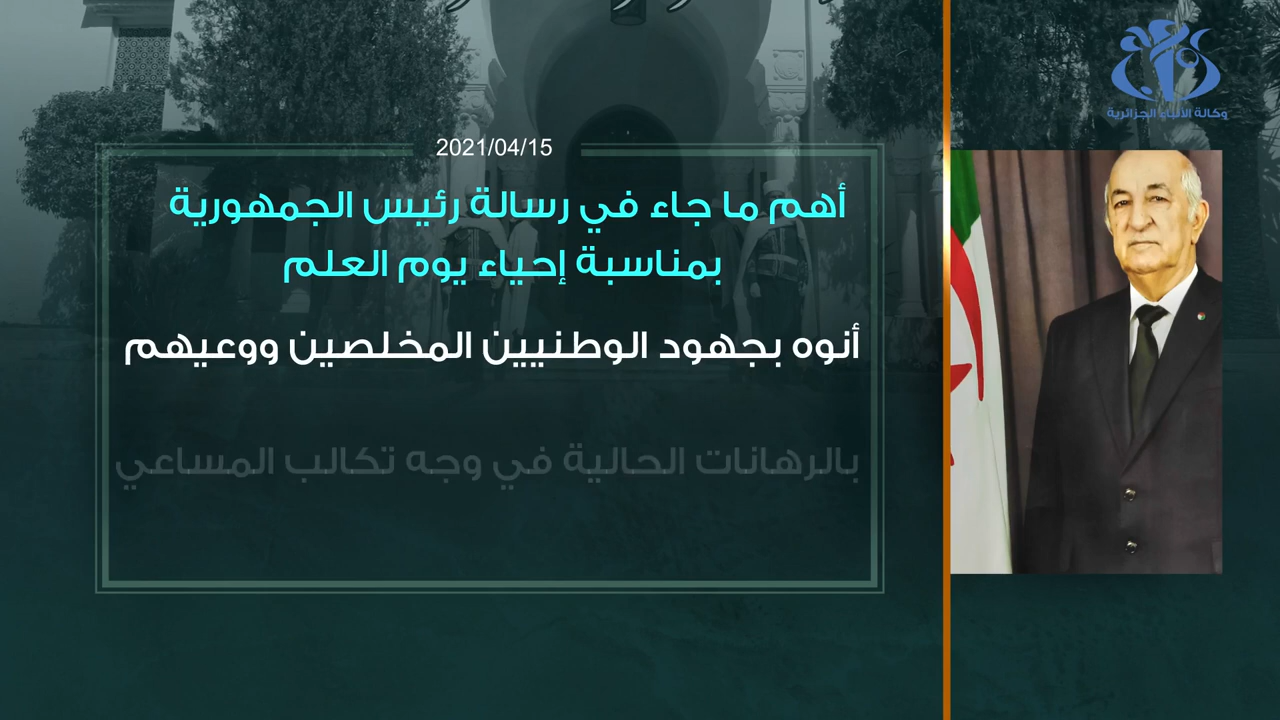 وكالة الأنباء الجزائرية
2021/04/15
أهم ما جاء في رسالة رئيس الجمهورية
بمناسبة إحياء يوم العلم
أنوه بجهود الوطنيين المخلصين ووعيهم
بالرهانات الحالية في وجه تكالب المساعي